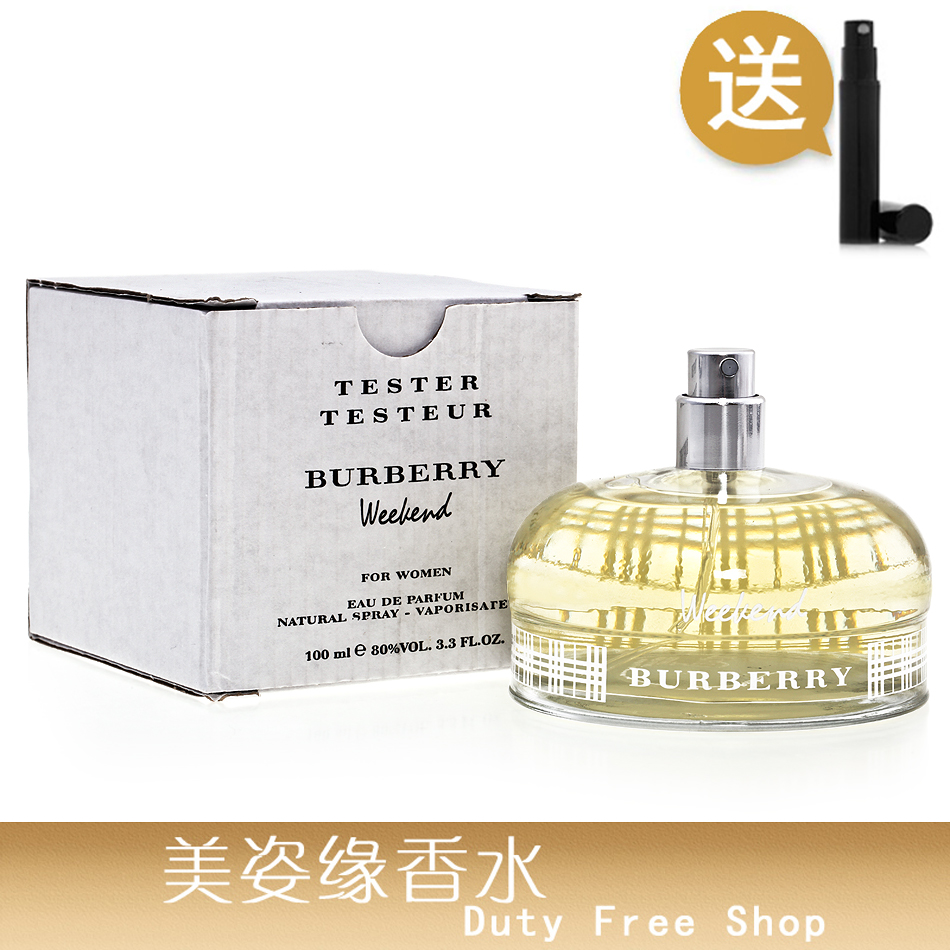 送
TESTER
TESTEUR
BURBERRY
Weekend
FOR WOMEN
EAU DE PARFUM
NATURAL SPRAY - VAPORISATE
100 ml e 80%VOL. 3.3 FL.OZ.
Weekend
BURBERRY
美姿缘香水
Duty Free Shop